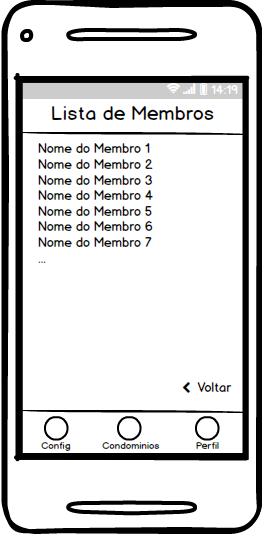 14:19
Lista de Membros
Nome do Membro 1
Nome do Membro 2
Nome do Membro 3
Nome do Membro 4
Nome do Membro 5
Nome do Membro 6
Nome do Membro 7
...
Voltar
Config Condominios Perfil